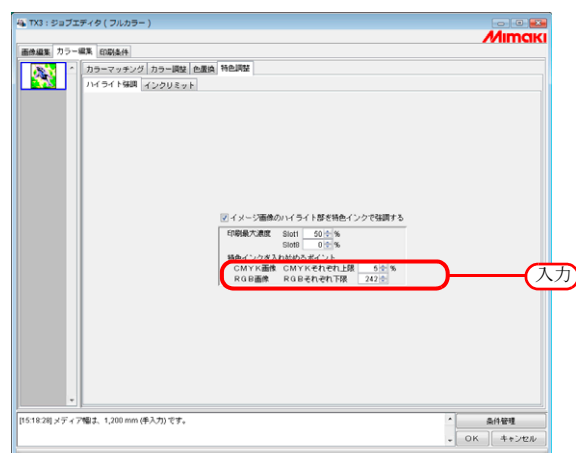 TX3 : ジョブエディタ ( フルカラー )
Mimaki
画像編集 カラー編集 印刷条件
カラーマッチング カラー調整 色置換 特色調整
ハイライト強調 インクリミット
イメージ画像のハイライト部を特色インクで強調する
印刷最大濃度 Slot1 50 %
Slot8 0 %
特色インクを入れ始めるポイント
CMYK画像 CMYKそれぞれ上限 5 %
RGB画像 RGBそれぞれ下限 242
入力
[15:18:28] メディア幅は、1,200 mm (手入力) です。
条件管理
OK キャンセル